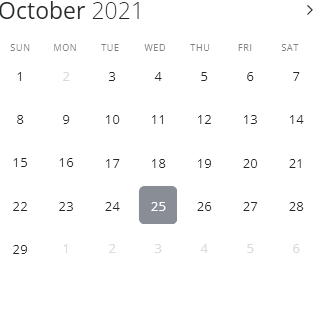 October 2021
SUN MON TUE WED THU FRI SAT
1 2 3 4 5 6 7
8 9 10 11 12 13 14
15 16 17 18 19 20 21
22 23 24 25 26 27 28
29 1 2 3 4 5 6